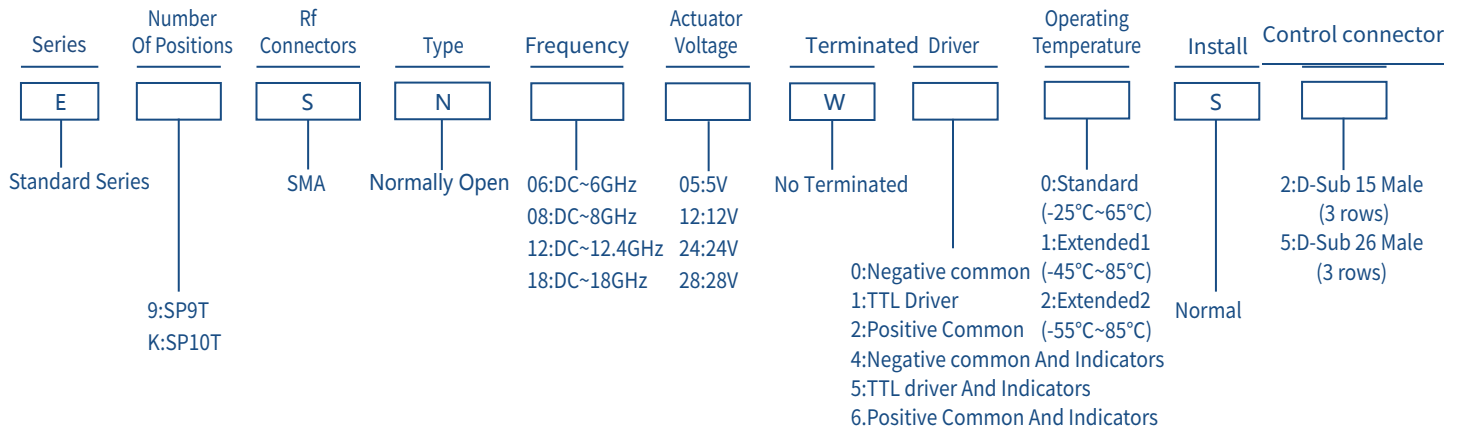 Series
Number
Of Positions
Rf
Connectors
Type
Frequency
Actuator
Voltage
Terminated
Driver
Operating
Temperature
Install
Control connector
E
S
N
W
S
Standard Series
9:SP9T
K:SP10T
SMA
Normally Open
06:DC~6GHz
08:DC~8GHz
12:DC~12.4GHz
18:DC~18GHz
05:5V
12:12V
24:24V
28:28V
No Terminated
0:Negative common
1:TTL Driver
2:Positive Common
4:Negative common And Indicators
5:TTL driver And Indicators
6.Positive Common And Indicators
0:Standard
(-25°C~65°C)
1:Extended1
(-45°C~85°C)
2:Extended2
(-55°C~85°C)
Normal
2:D-Sub 15 Male
(3 rows)
5:D-Sub 26 Male
(3 rows)